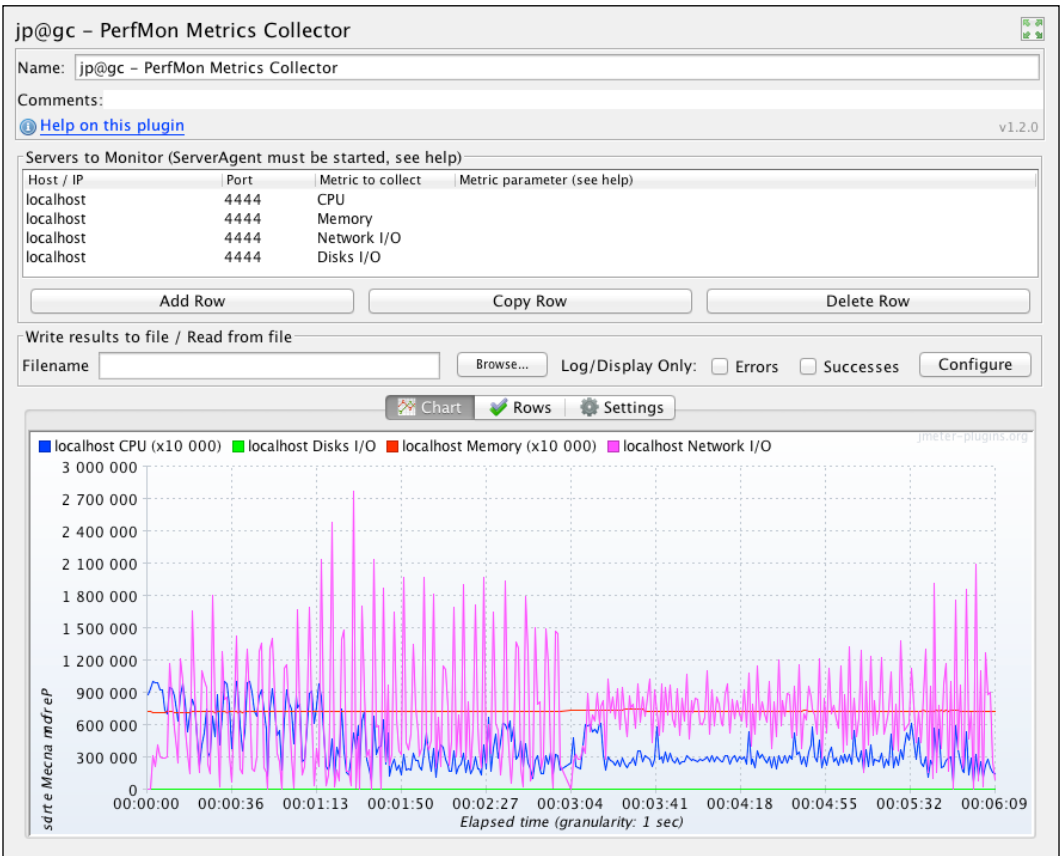 jp@gc – PerfMon Metrics Collector
Name: jp@gc – PerfMon Metrics Collector
Comments:
Help on this plugin
v1.2.0
Servers to Monitor (ServerAgent must be started, see help)
Host / IP Port Metric to collect Metric parameter (see help)
localhost 4444 CPU
localhost 4444 Memory
localhost 4444 Network I/O
localhost 4444 Disks I/O
Add Row Copy Row Delete Row
Write results to file / Read from file
Filename Browse... Log/Display Only: Errors Successes Configure
Chart Rows Settings
jmeter-plugins.org
localhost CPU (x10 000) localhost Disks I/O localhost Memory (x10 000) localhost Network I/O
3 000 000
2 700 000
2 400 000
2 100 000
1 800 000
1 500 000
1 200 000
900 000
600 000
300 000
0
00:00:00 00:00:36 00:01:13 00:01:50 00:02:27 00:03:04 00:03:41 00:04:18 00:04:55 00:05:32 00:06:09
Elapsed time (granularity: 1 sec)